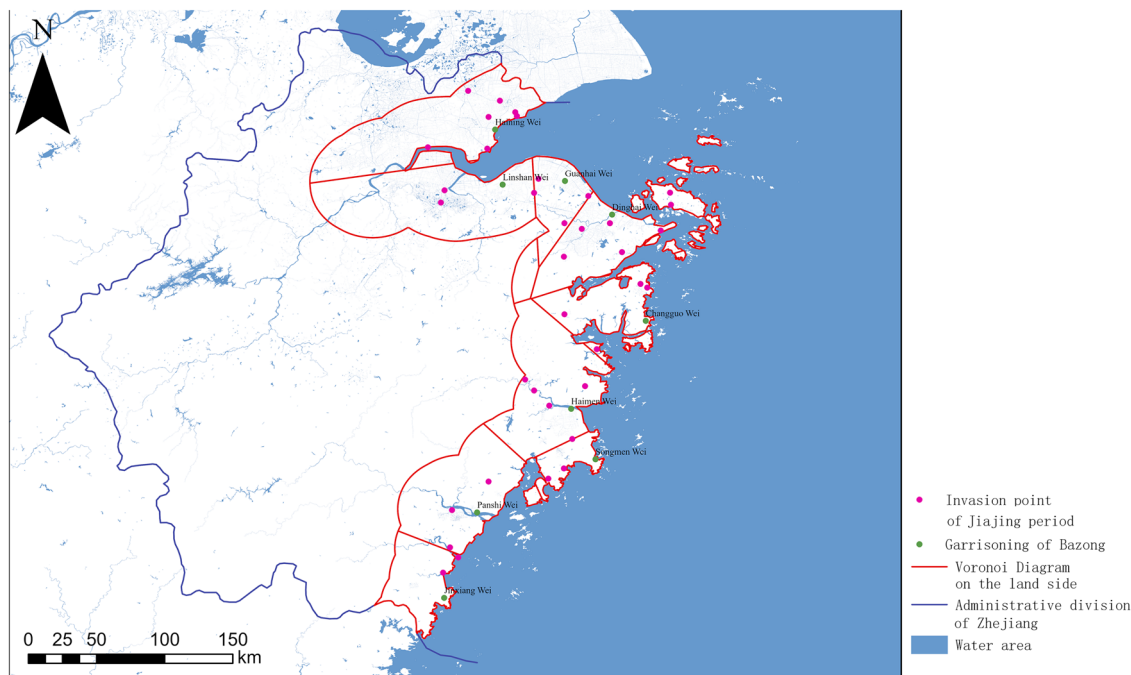 N
Haining Wei
Linshan Wei
Guanhai Wei
Dinghai Wei
Changguo Wei
Haimen Wei
Songmen Wei
Panshi Wei
Jinxiang Wei
0 25 50 100 150
km
Invasion point
of Jiajing period
Garrisoning of Bazong
Voronoi Diagram
on the land side
Administrative division
of Zhejiang
Water area